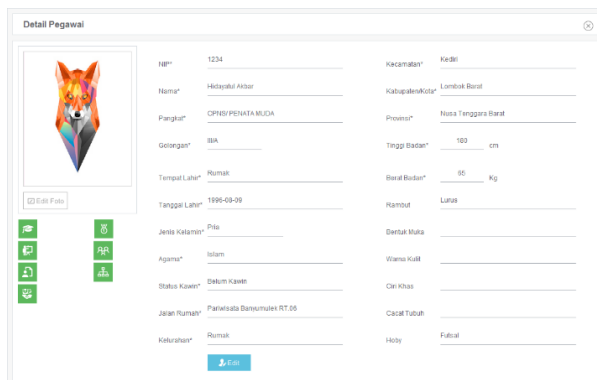 Detail Pegawai
NIP* 1234
Nama* Hidayatul Akbar
Pangkat* CPNS/ PENATA MUDA
Golongan* III/A
Tempat Lahir* Rumak
Tanggal Lahir* 1996-08-09
Jenis Kelamin* Pria
Agama* Islam
Status Kawin* Belum Kawin
Jalan Rumah* Pariwisata Banyumulek RT.06
Kelurahan* Rumak
Kecamatan* Kediri
Kabupaten/Kota* Lombok Barat
Provinsi* Nusa Tenggara Barat
Tinggi Badan* cm
Berat Badan* Kg
Rambut Lurus
Bentuk Muka
Warna Kulit
Ciri Khas
Cacat Tubuh
Hoby Futsal
Edit Foto
Edit